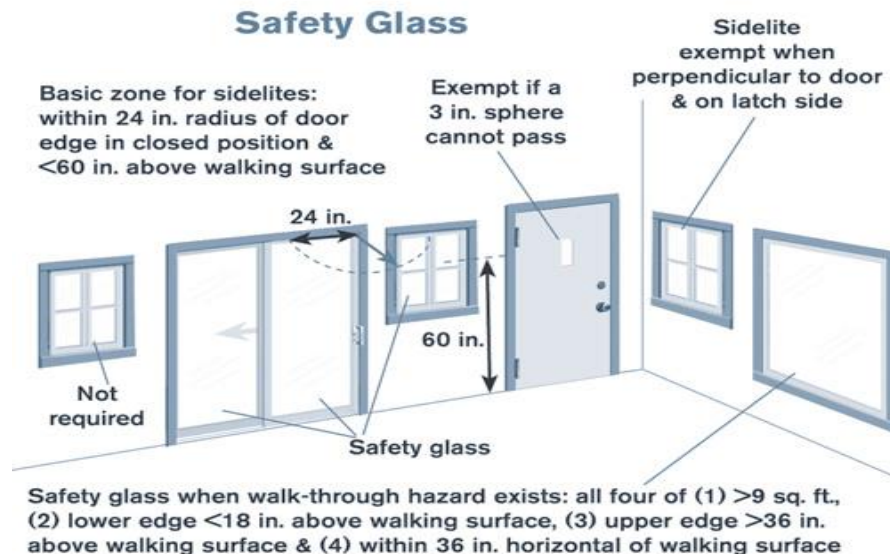 Safety Glass
Basic zone for sidelites:
within 24 in. radius of door
edge in closed position &
<60 in. above walking surface
Exempt if a
3 in. sphere
cannot pass
Sidelite
exempt when
perpendicular to door
& on latch side
24 in.
60 in.
Not
required
Safety glass
Safety glass when walk-through hazard exists: all four of (1) >9 sq. ft.,
(2) lower edge <18 in. above walking surface, (3) upper edge >36 in.
above walking surface & (4) within 36 in. horizontal of walking surface